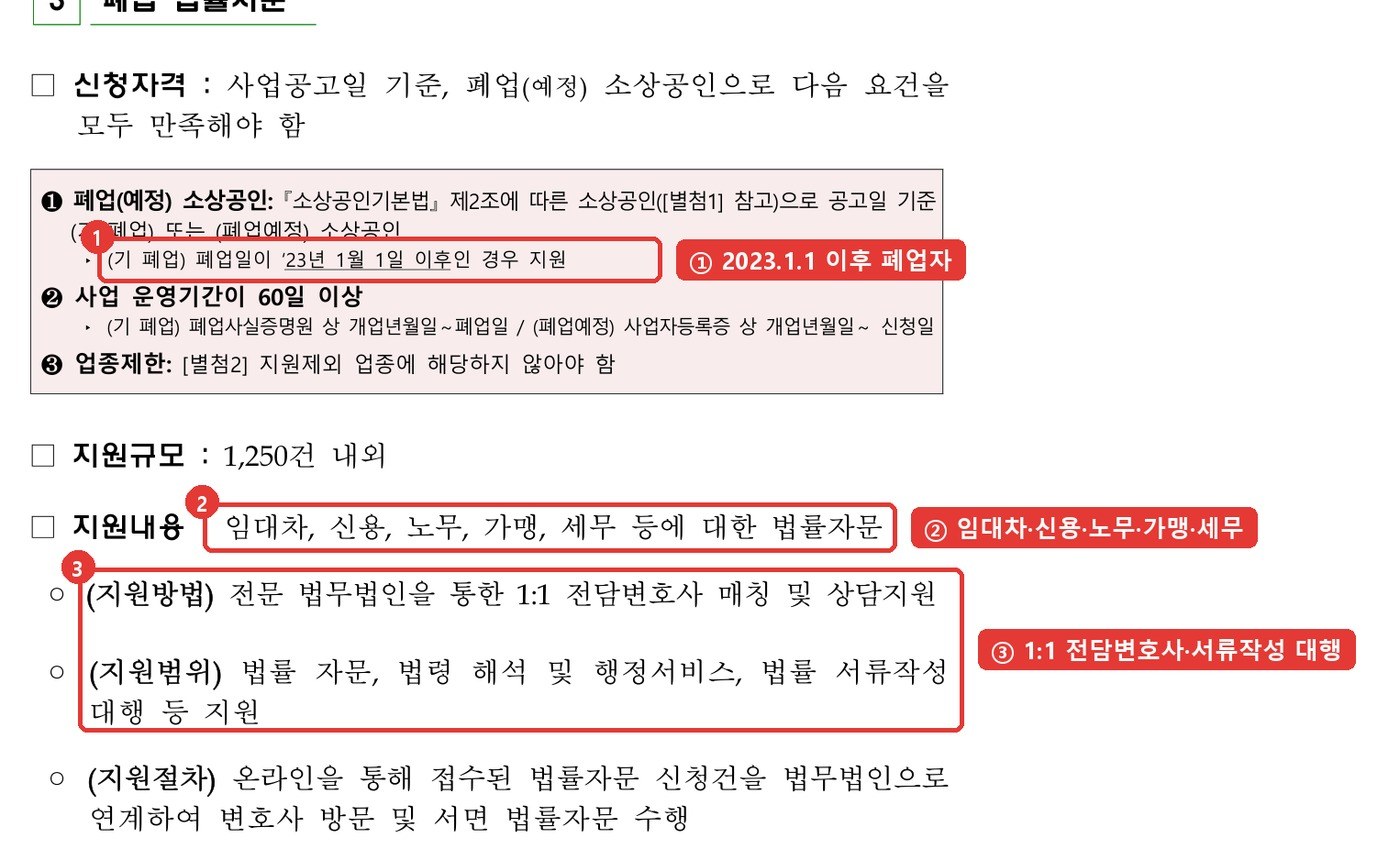 3 폐업 법률자문
□ 신청자격 : 사업공고일 기준, 폐업(예정) 소상공인으로 다음 요건을
모두 만족해야 함
❶ 폐업(예정) 소상공인: 『소상공인기본법』 제2조에 따른 소상공인([별첨1] 참고)으로 공고일 기준
폐업) 또는 (폐업예정) 소상공인
1
‣ (기 폐업) 폐업일이 ’23년 1월 1일 이후인 경우 지원
① 2023.1.1 이후 폐업자
❷ 사업 운영기간이 60일 이상
‣ (기 폐업) 폐업사실증명원 상 개업년월일~폐업일 / (폐업예정) 사업자등록증 상 개업년월일~ 신청일
❸ 업종제한: [별첨2] 지원제외 업종에 해당하지 않아야 함
□ 지원규모 : 1,250건 내외
2
□ 지원내용 임대차, 신용, 노무, 가맹, 세무 등에 대한 법률자문
② 임대차·신용·노무·가맹·세무
3
○ (지원방법) 전문 법무법인을 통한 1:1 전담변호사 매칭 및 상담지원
③ 1:1 전담변호사·서류작성 대행
○ (지원범위) 법률 자문, 법령 해석 및 행정서비스, 법률 서류작성
대행 등 지원
○ (지원절차) 온라인을 통해 접수된 법률자문 신청건을 법무법인으로
연계하여 변호사 방문 및 서면 법률자문 수행